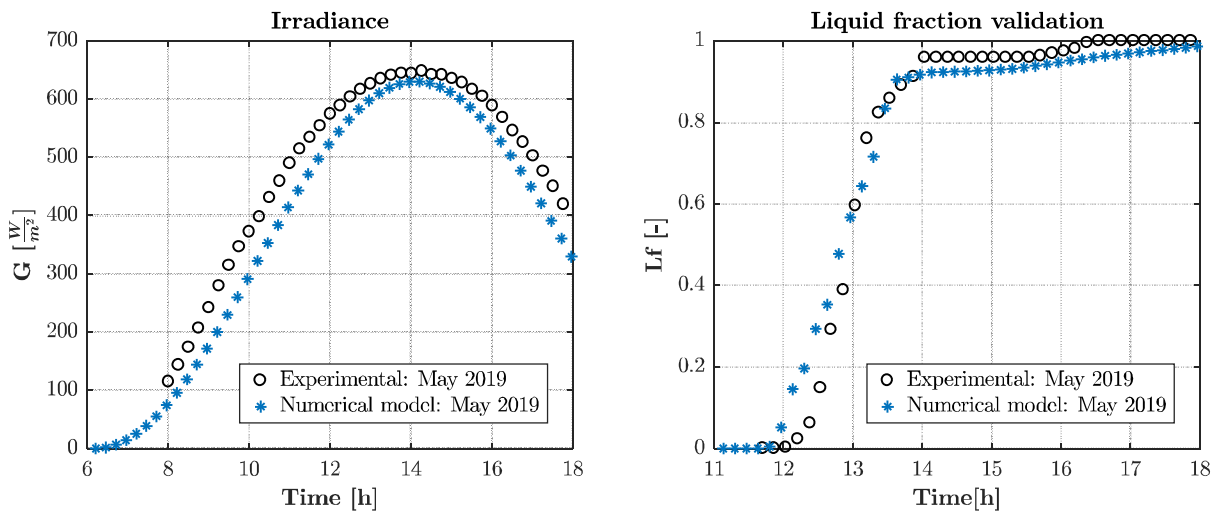 Irradiance
700
600
500
400
300
200
100
0
G [W/m²]
6
8
10
12
14
16
18
Time [h]
Experimental: May 2019
Numerical model: May 2019
Liquid fraction validation
1
0.8
0.6
0.4
0.2
0
Lf [-]
11
12
13
14
15
16
17
18
Time[h]
Experimental: May 2019
Numerical model: May 2019